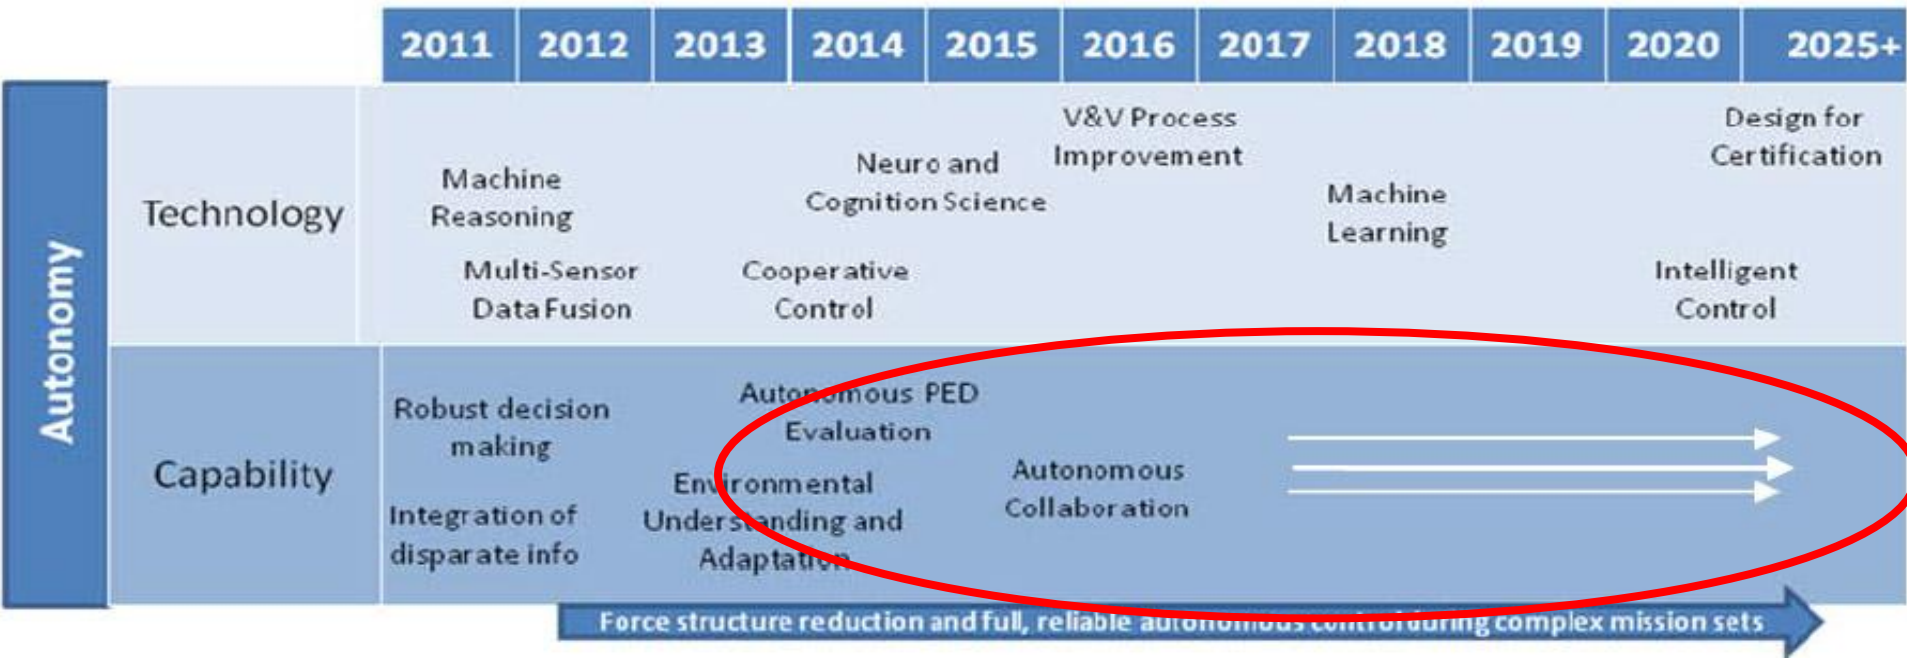 2011 2012 2013 2014 2015 2016 2017 2018 2019 2020 2025+
Autonomy
Technology
Machine
Reasoning
Multi-Sensor
Data Fusion
Neuro and
Cognition Science
Cooperative
Control
V&V Process
Improvement
Machine
Learning
Design for
Certification
Intelligent
Control
Capability
Robust decision
making
Integration of
disparate info
Autonomous PED
Evaluation
Environmental
Understanding and
Adaptation
Autonomous
Collaboration
Force structure reduction and full, reliable autonomous control during complex mission sets